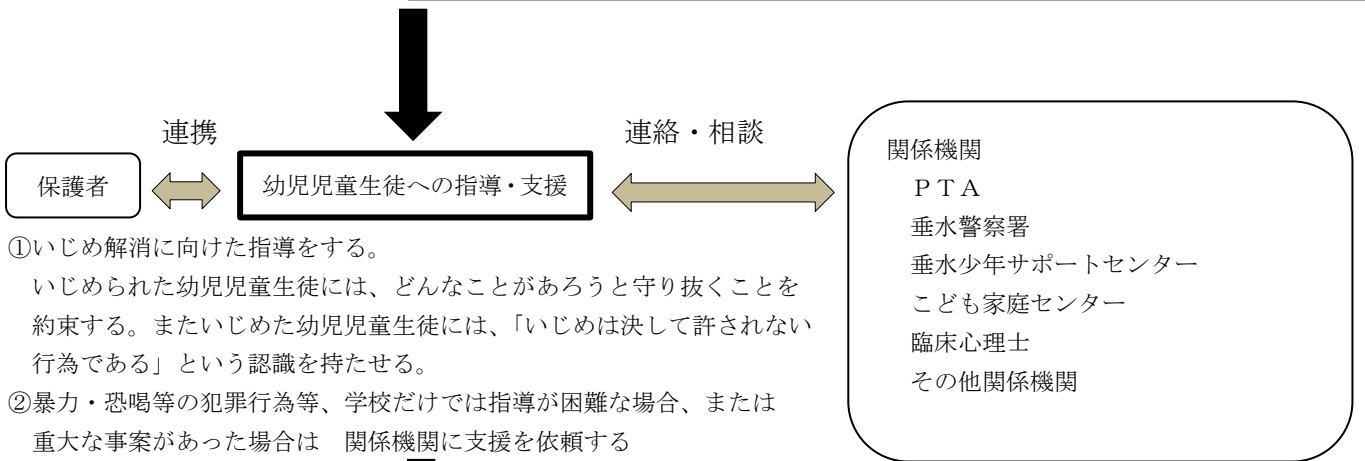 連携
連絡・相談
保護者
幼児児童生徒への指導・支援
関係機関
ＰＴＡ
垂水警察署
垂水少年サポートセンター
こども家庭センター
臨床心理士
その他関係機関
①いじめ解消に向けた指導をする。
いじめられた幼児児童生徒には、どんなことがあろうと守り抜くことを
約束する。またいじめた幼児児童生徒には、「いじめは決して許されない
行為である」という認識を持たせる。
②暴力・恐喝等の犯罪行為等、学校だけでは指導が困難な場合、または
重大な事案があった場合は　関係機関に支援を依頼する